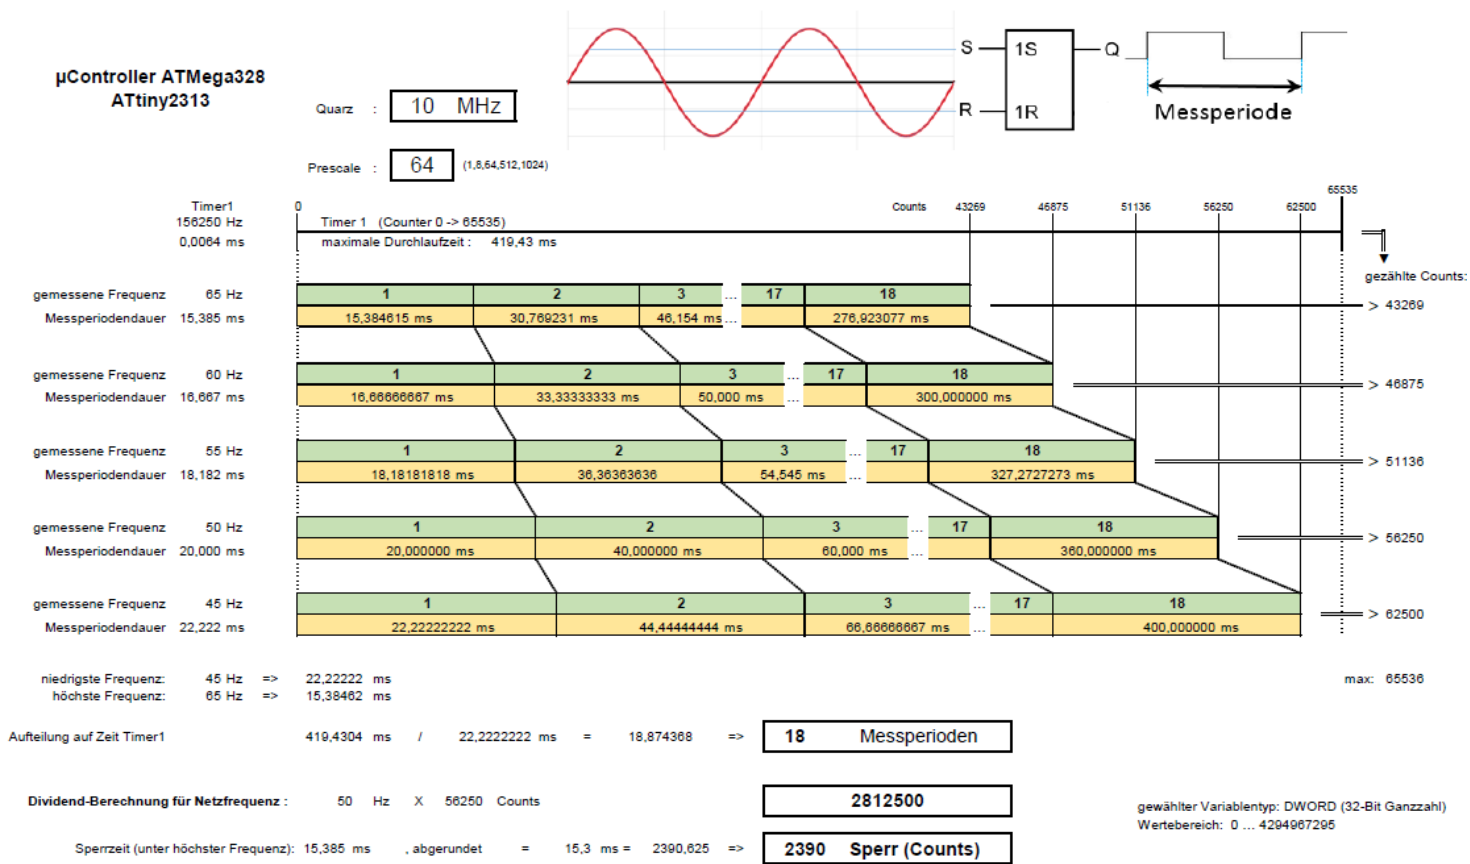 µController ATMega328
ATtiny2313
Quarz : 10 MHz
Prescale : 64 (1,8,64,512,1024)
S 1S Q
R 1R
Messperiode
Timer1
156250 Hz
0,0064 ms
0 Counts 43269 46875 51136 56250 62500 65535
Timer 1 (Counter 0 -> 65535)
maximale Durchlaufzeit : 419,43 ms
gezählte Counts:
gemessene Frequenz 65 Hz 1 2 3 ... 17 18
Messperiodendauer 15,385 ms 15,384615 ms 30,769231 ms 46,154 ms ... 276,923077 ms
> 43269
gemessene Frequenz 60 Hz 1 2 3 ... 17 18
Messperiodendauer 16,667 ms 16,66666667 ms 33,33333333 ms 50,000 ms ... 300,000000 ms
> 46875
gemessene Frequenz 55 Hz 1 2 3 ... 17 18
Messperiodendauer 18,182 ms 18,18181818 ms 36,36363636 54,545 ms ... 327,2727273 ms
> 51136
gemessene Frequenz 50 Hz 1 2 3 ... 17 18
Messperiodendauer 20,000 ms 20,000000 ms 40,000000 ms 60,000 ms ... 360,000000 ms
> 56250
gemessene Frequenz 45 Hz 1 2 3 ... 17 18
Messperiodendauer 22,222 ms 22,22222222 ms 44,44444444 ms 66,66666667 ms ... 400,000000 ms
> 62500
niedrigste Frequenz: 45 Hz => 22,22222 ms
max: 65536
höchste Frequenz: 65 Hz => 15,38462 ms
Aufteilung auf Zeit Timer1 419,4304 ms / 22,2222222 ms = 18,874368 => 18 Messperioden
Dividend-Berechnung für Netzfrequenz : 50 Hz X 56250 Counts 2812500
gewählter Variablentyp: DWORD (32-Bit Ganzzahl)
Wertebereich: 0 ... 4294967295
Sperrzeit (unter höchster Frequenz): 15,385 ms , abgerundet = 15,3 ms = 2390,625 => 2390 Sperr (Counts)